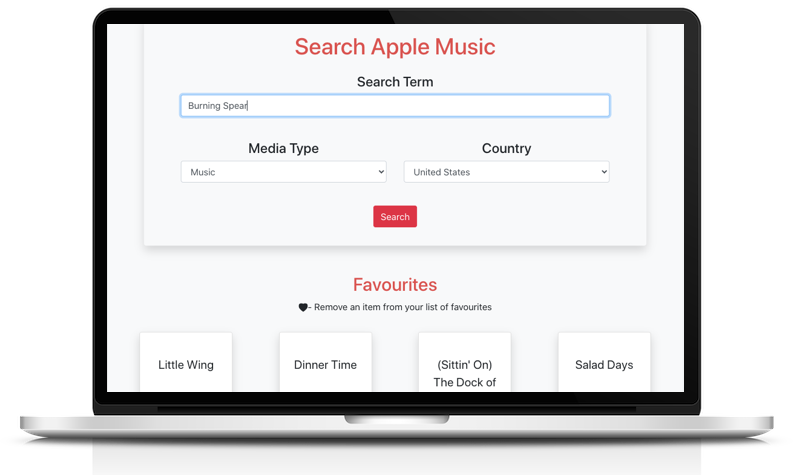 Search Apple Music
Search Term
Burning Spear
Media Type
Country
Music
United States
Search
Favourites
- Remove an item from your list of favourites
Little Wing
Dinner Time
(Sittin' On)
The Dock of
Salad Days